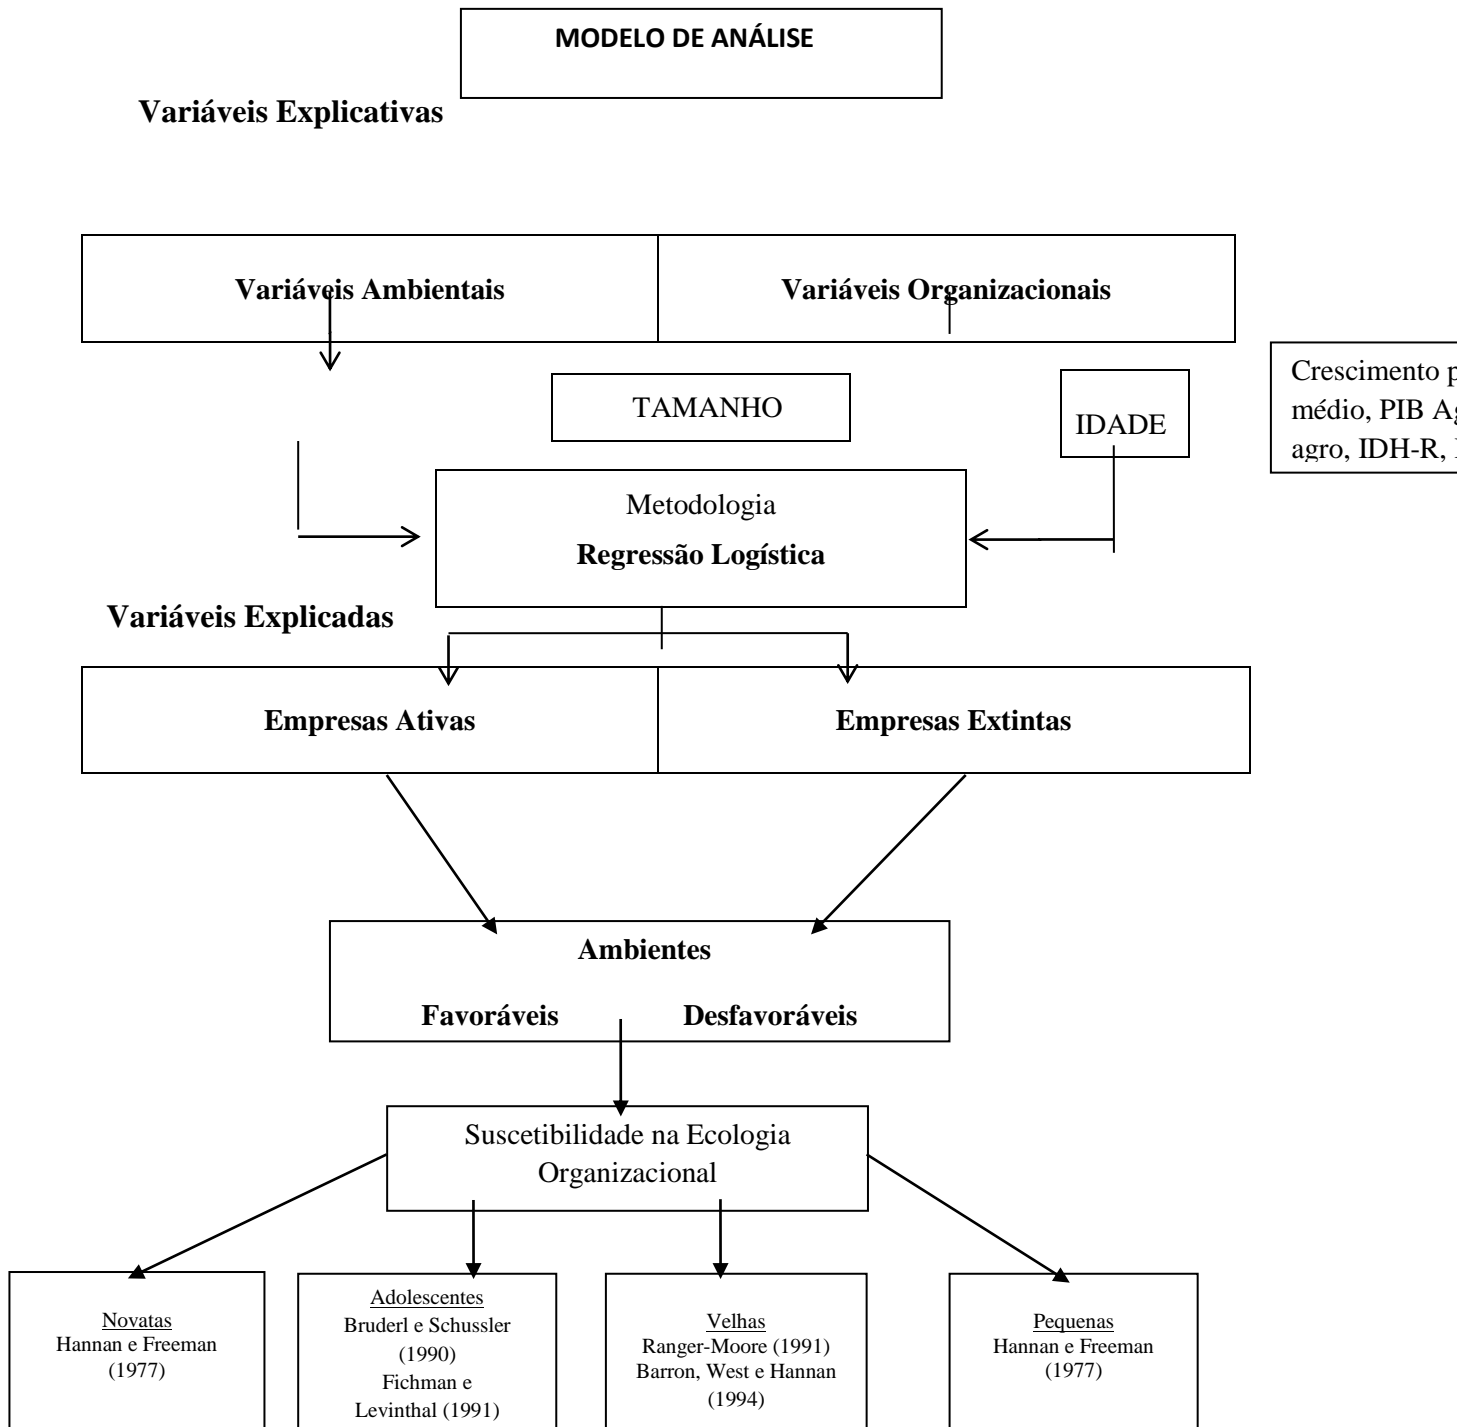 MODELO DE ANÁLISE
Variáveis Explicativas
Variáveis Ambientais
Variáveis Organizacionais
TAMANHO
IDADE
Crescimento
médio, PIB
agro, IDH-R,
Metodologia
Regressão Logística
Variáveis Explicadas
Empresas Ativas
Empresas Extintas
Ambientes
Favoráveis Desfavoráveis
Suscetibilidade na Ecologia
Organizacional
Novatas
Hannan e Freeman
(1977)
Adolescentes
Bruderl e Schussler
(1990)
Fichman e
Levinthal (1991)
Velhas
Ranger-Moore (1991)
Barron, West e Hannan
(1994)
Pequenas
Hannan e Freeman
(1977)